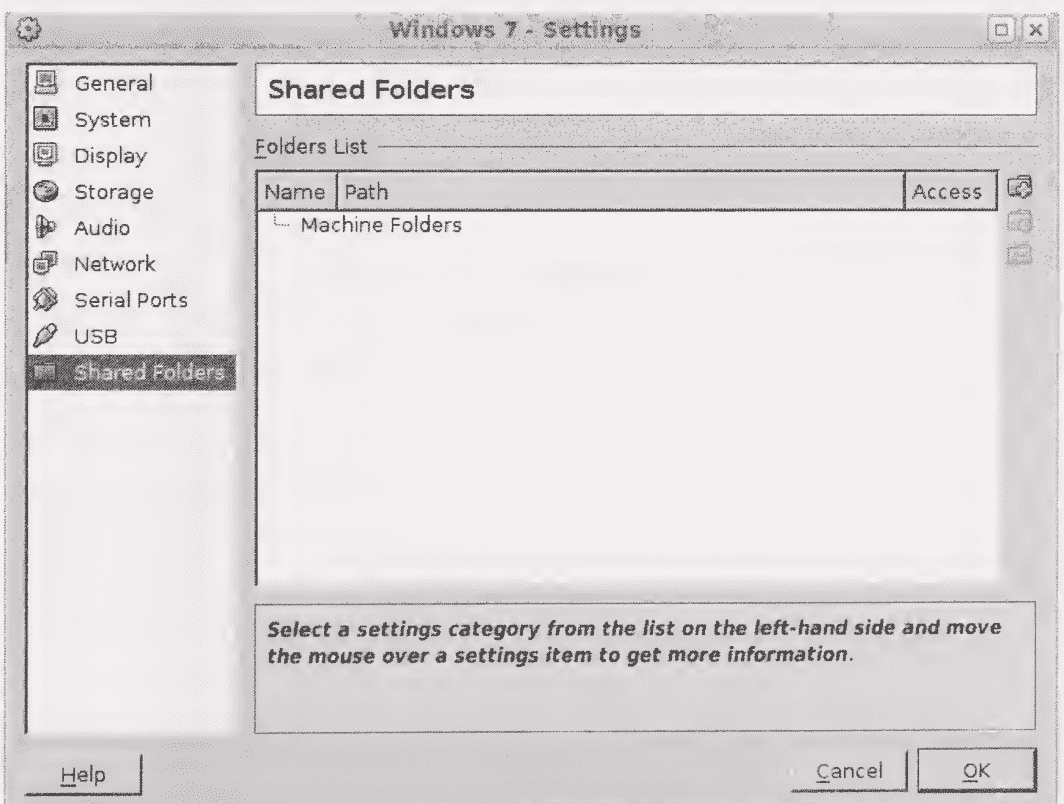 Windows 7 - Settings
General
System
Display
Storage
Audio
Network
Serial Ports
USB
Shared Folders
Shared Folders
Folders List
Name Path Access
Machine Folders
Select a settings category from the list on the left-hand side and move
the mouse over a settings item to get more information.
Help Cancel OK